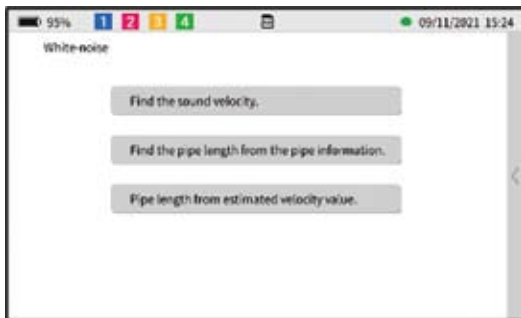 95% 1 2 3 4 09/11/2021 15:24
White-noise
Find the sound velocity.
Find the pipe length from the pipe information.
Pipe length from estimated velocity value.